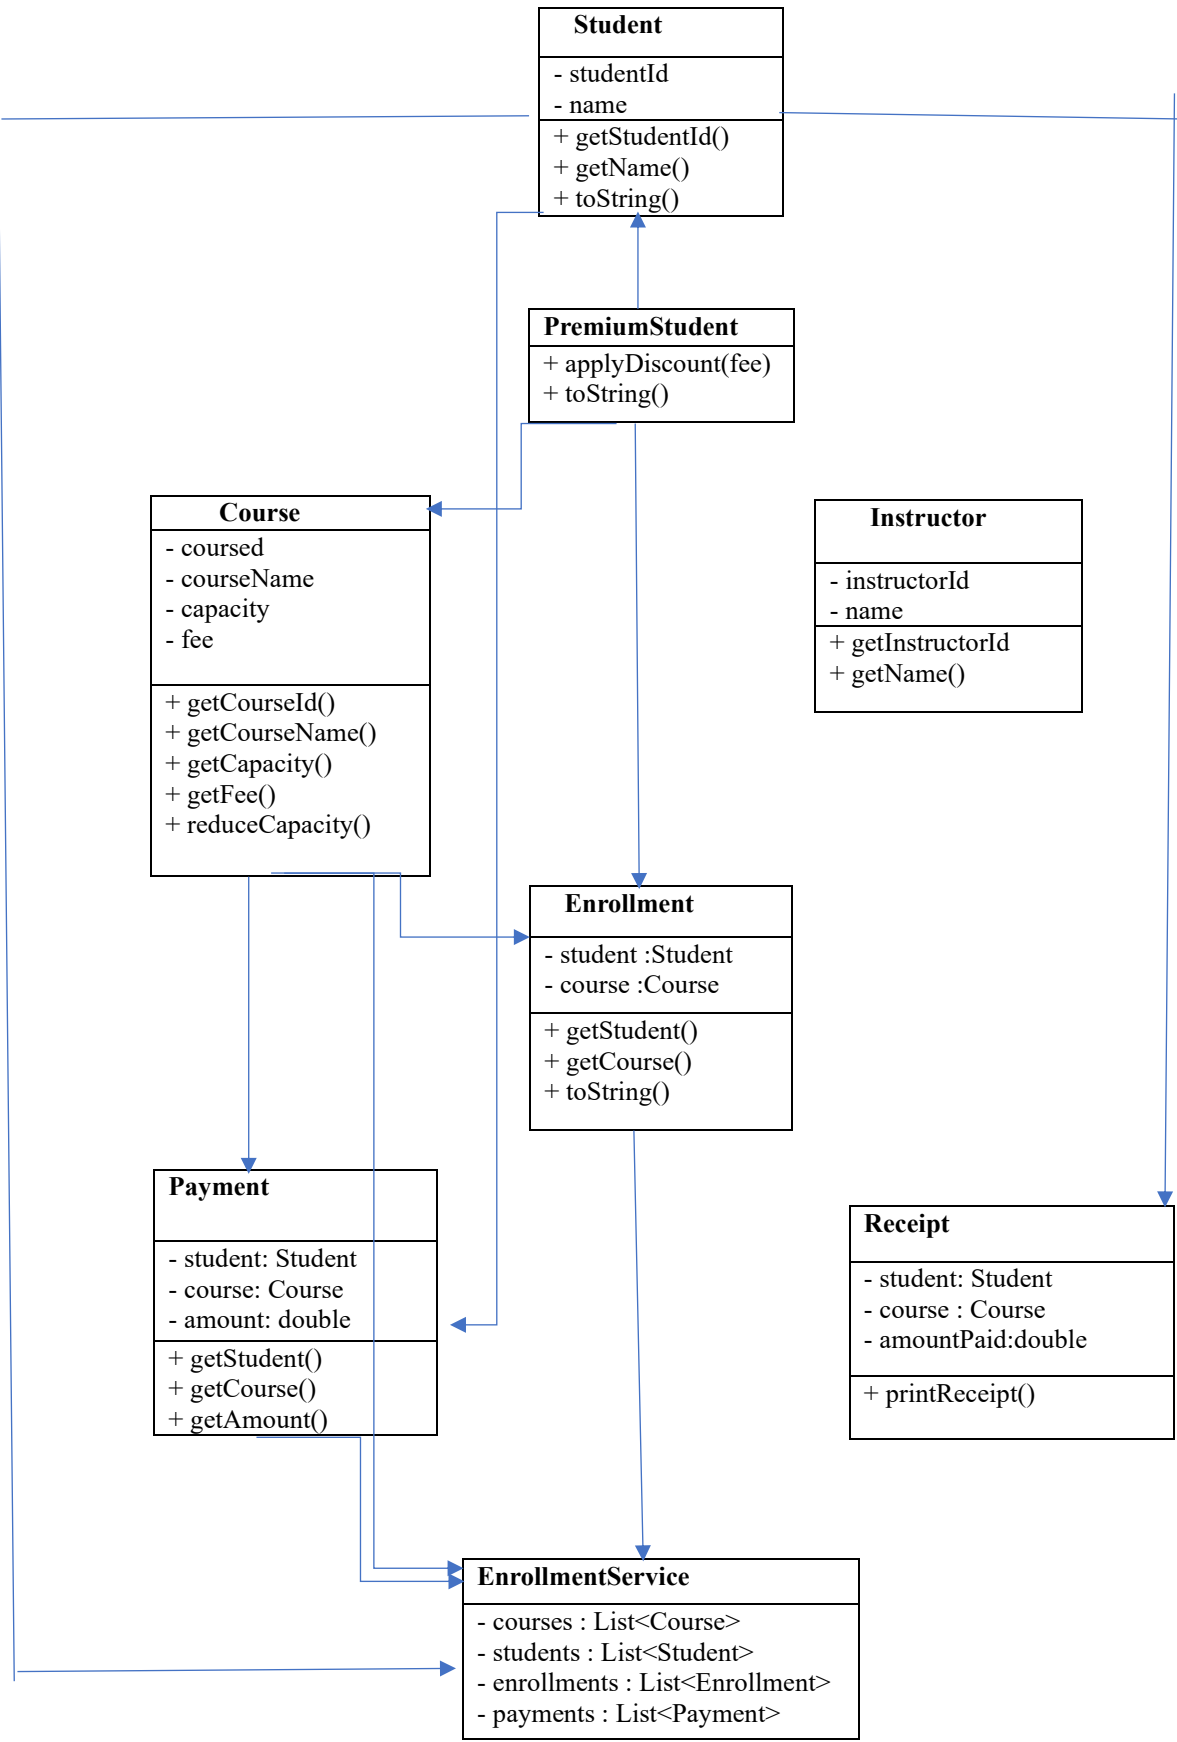 Student
- studentId
- name
+ getStudentId()
+ getName()
+ toString()
PremiumStudent
+ applyDiscount(fee)
+ toString()
Course
- coursed
- courseName
- capacity
- fee
+ getCourseId()
+ getCourseName()
+ getCapacity()
+ getFee()
+ reduceCapacity()
Instructor
- instructorId
- name
+ getInstructorId
+ getName()
Enrollment
- student :Student
- course :Course
+ getStudent()
+ getCourse()
+ toString()
Payment
- student: Student
- course: Course
- amount: double
+ getStudent()
+ getCourse()
+ getAmount()
Receipt
- student: Student
- course : Course
- amountPaid:double
+ printReceipt()
EnrollmentService
- courses : List<Course>
- students : List<Student>
- enrollments : List<Enrollment>
- payments : List<Payment>